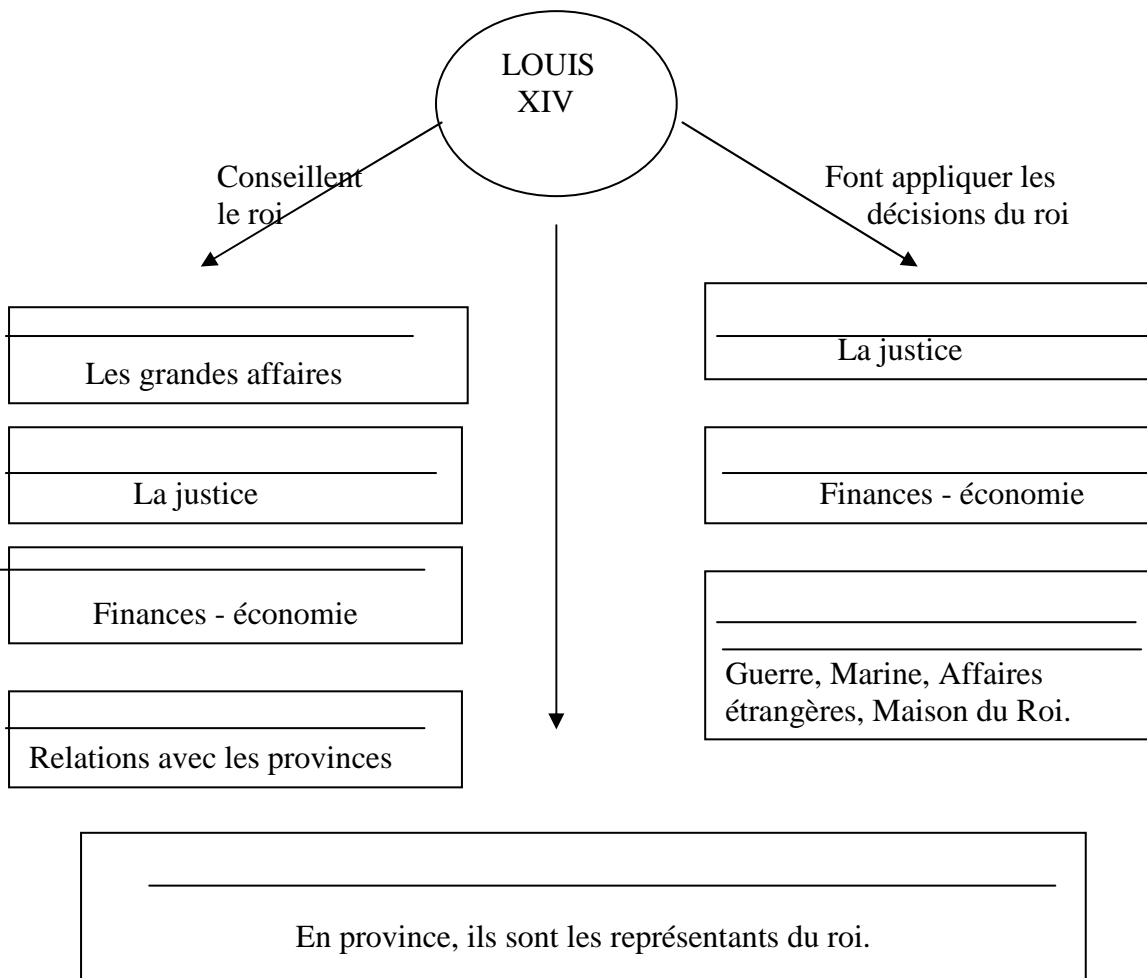 LOUIS
XIV
Conseillent
le roi
Font appliquer les
décisions du roi
Les grandes affaires
La justice
Finances - économie
Relations avec les provinces
La justice
Finances - économie
Guerre, Marine, Affaires
étrangères, Maison du Roi.
En province, ils sont les représentants du roi.